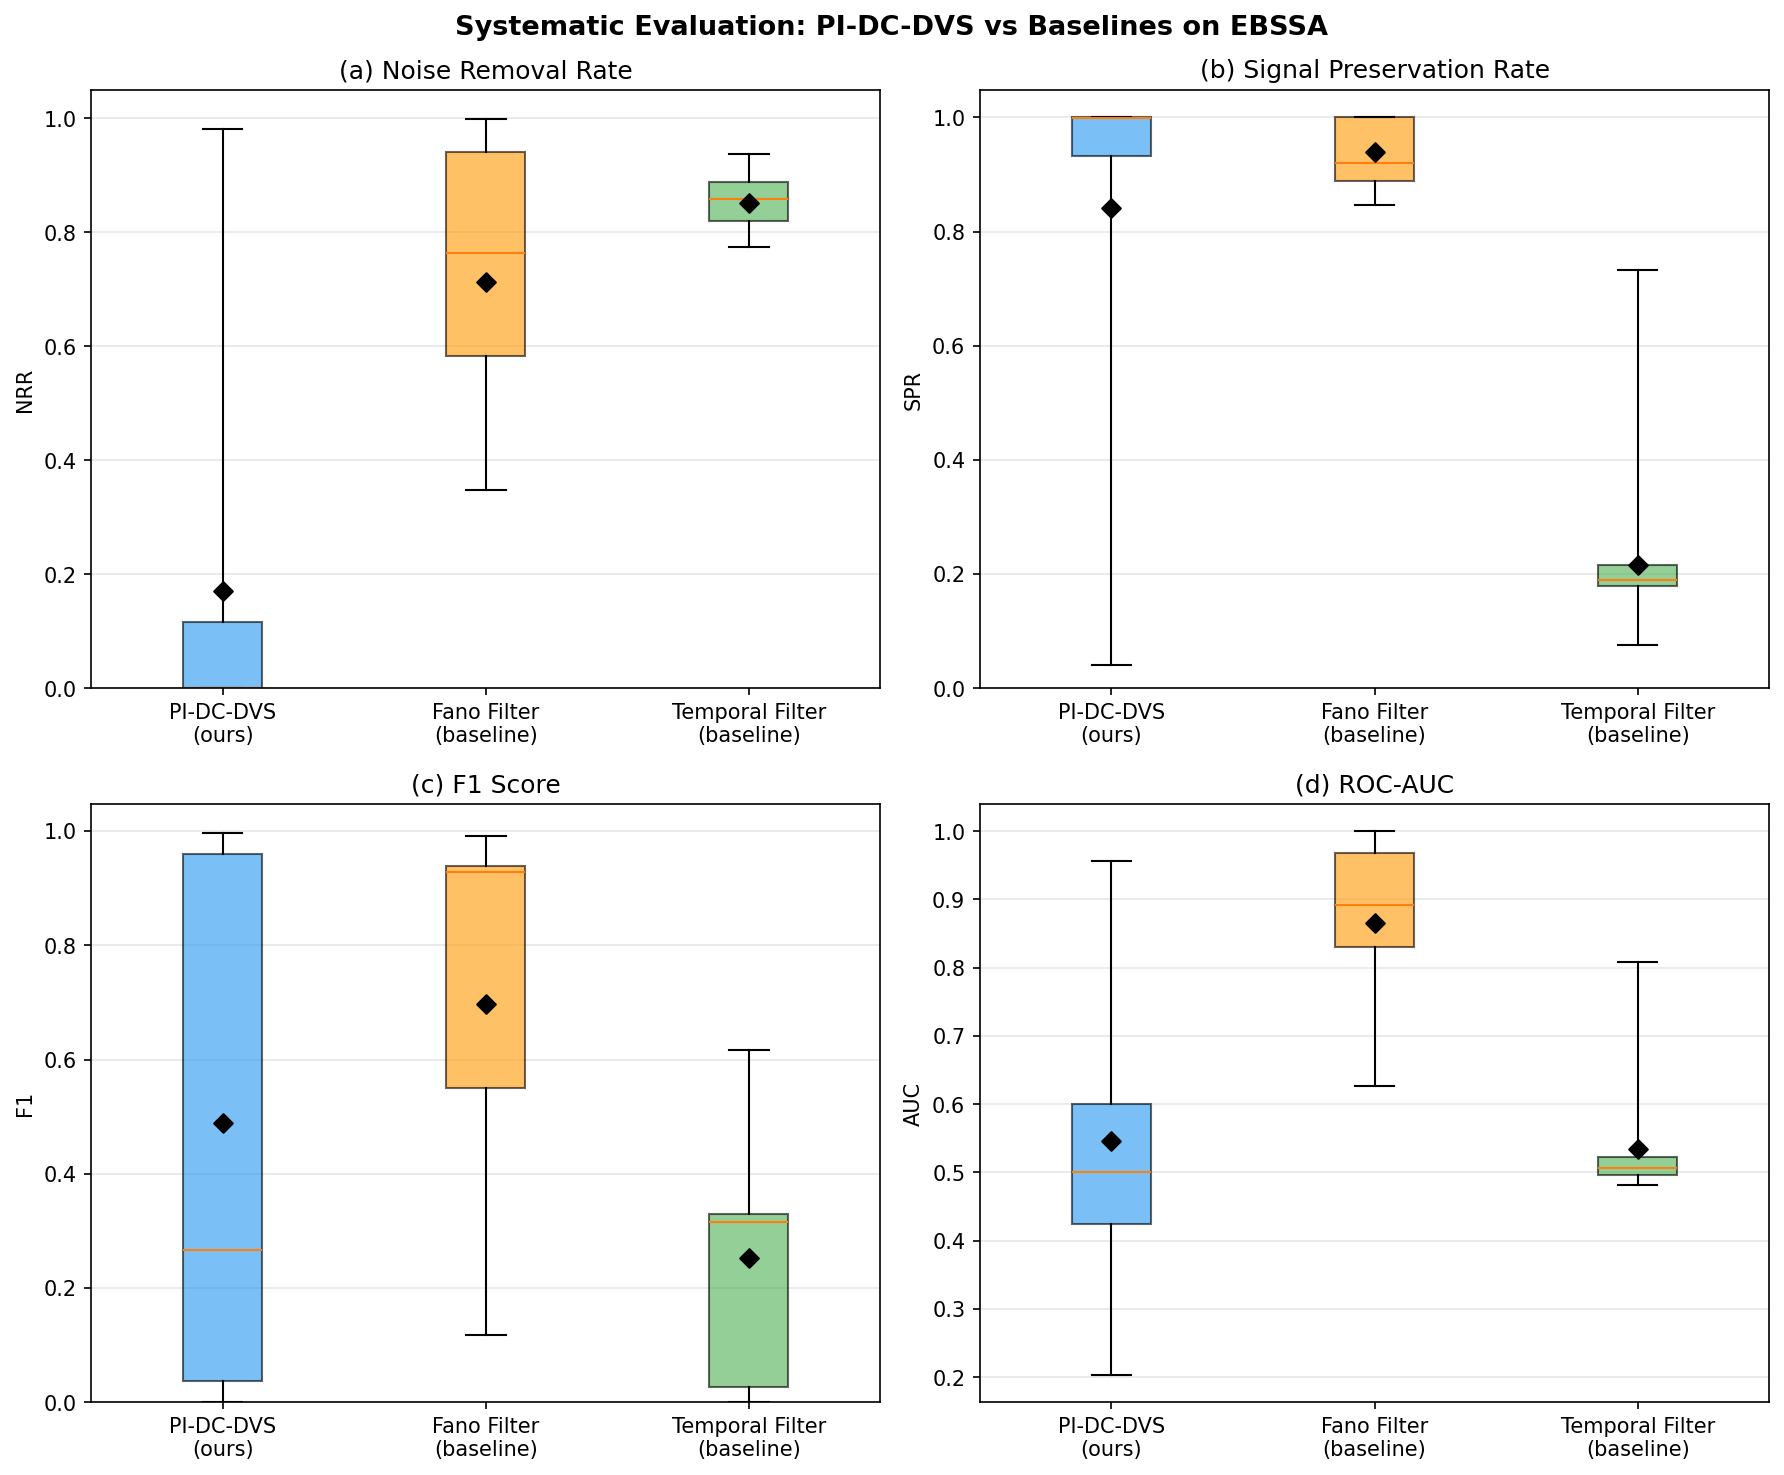 Systematic Evaluation: PI-DC-DVS vs Baselines on EBSSA
(a) Noise Removal Rate
NRR
1.0
0.8
0.6
0.4
0.2
0.0
PI-DC-DVS
(ours)
Fano Filter
(baseline)
Temporal Filter
(baseline)
(b) Signal Preservation Rate
SPR
1.0
0.8
0.6
0.4
0.2
0.0
PI-DC-DVS
(ours)
Fano Filter
(baseline)
Temporal Filter
(baseline)
(c) F1 Score
F1
1.0
0.8
0.6
0.4
0.2
0.0
PI-DC-DVS
(ours)
Fano Filter
(baseline)
Temporal Filter
(baseline)
(d) ROC-AUC
AUC
1.0
0.9
0.8
0.7
0.6
0.5
0.4
0.3
0.2
PI-DC-DVS
(ours)
Fano Filter
(baseline)
Temporal Filter
(baseline)